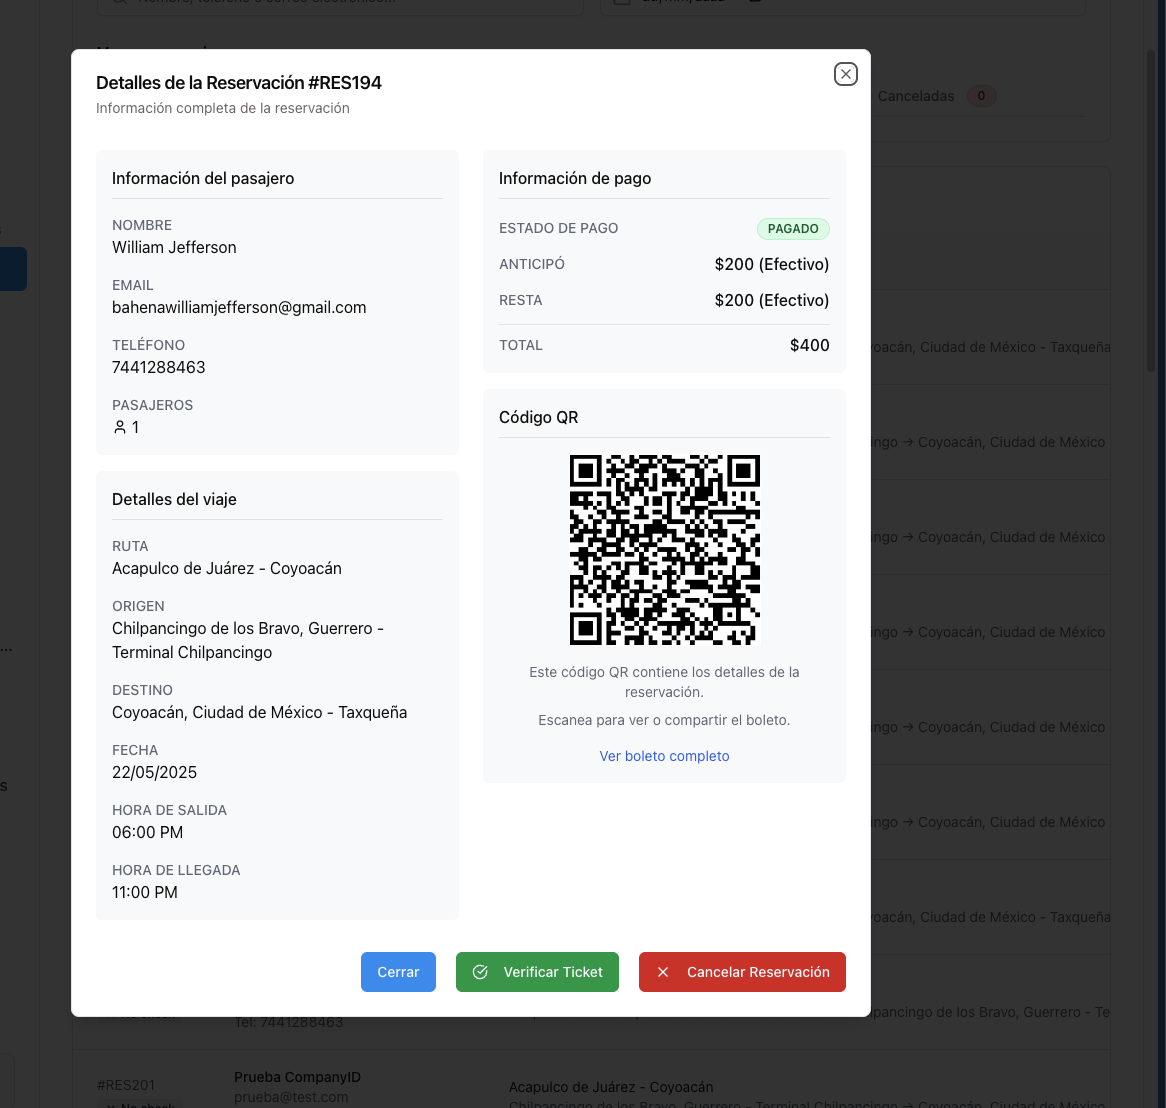 Detalles de la Reservación #RES194
Información completa de la reservación
Información del pasajero
NOMBRE
William Jefferson
EMAIL
bahenawilliamjefferson@gmail.com
TELÉFONO
7441288463
PASAJEROS
1
Detalles del viaje
RUTA
Acapulco de Juárez - Coyoacán
ORIGEN
Chilpancingo de los Bravo, Guerrero -
Terminal Chilpancingo
DESTINO
Coyoacán, Ciudad de México - Taxqueña
FECHA
22/05/2025
HORA DE SALIDA
06:00 PM
HORA DE LLEGADA
11:00 PM
Información de pago
ESTADO DE PAGO PAGADO
ANTICIPÓ $200 (Efectivo)
RESTA $200 (Efectivo)
TOTAL $400
Código QR
Este código QR contiene los detalles de la
reservación.
Escanea para ver o compartir el boleto.
Ver boleto completo
Cerrar Verificar Ticket Cancelar Reservación
Canceladas 0
oacán, Ciudad de México - Taxqueña
ngo → Coyoacán, Ciudad de México
ngo → Coyoacán, Ciudad de México
ngo → Coyoacán, Ciudad de México
ngo → Coyoacán, Ciudad de México
ngo → Coyoacán, Ciudad de México
oacán, Ciudad de México - Taxqueña
pancingo de los Bravo, Guerrero - Te
Tel: 7441288463
#RES201
Prueba CompanyID
prueba@test.com
Acapulco de Juárez - Coyoacán
Chilpancingo de los Bravo, Guerrero - Terminal Chilpancingo → Coyoacán, Ciudad de México
No check